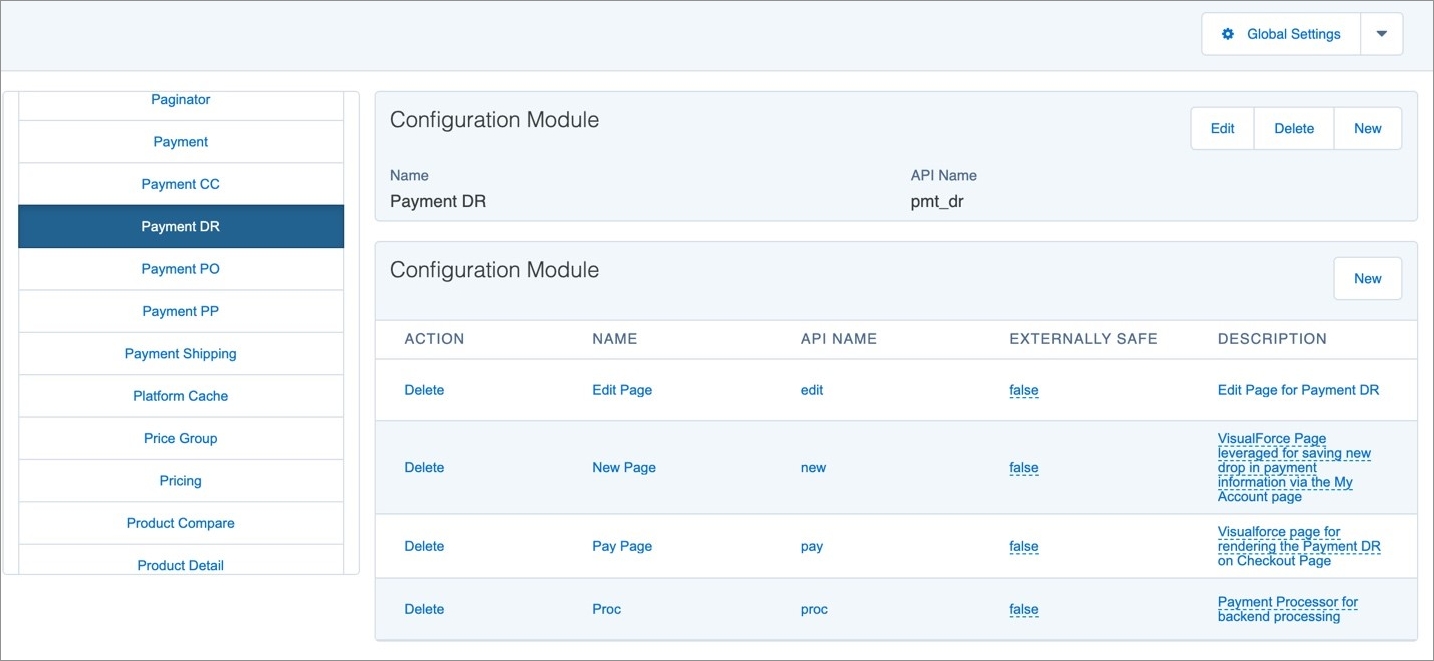 Global Settings
Paginator
Payment
Payment CC
Payment DR
Payment PO
Payment PP
Payment Shipping
Platform Cache
Price Group
Pricing
Product Compare
Product Detail
Configuration Module
Edit Delete New
Name API Name
Payment DR pmt_dr
Configuration Module
New
ACTION NAME API NAME EXTERNALLY SAFE DESCRIPTION
Delete Edit Page edit false Edit Page for Payment DR
Delete New Page new false VisualForce Page
leveraged for saving new
drop in payment
information via the My
Account page
Delete Pay Page pay false Visualforce page for
rendering the Payment DR
on Checkout Page
Delete Proc proc false Payment Processor for
backend processing